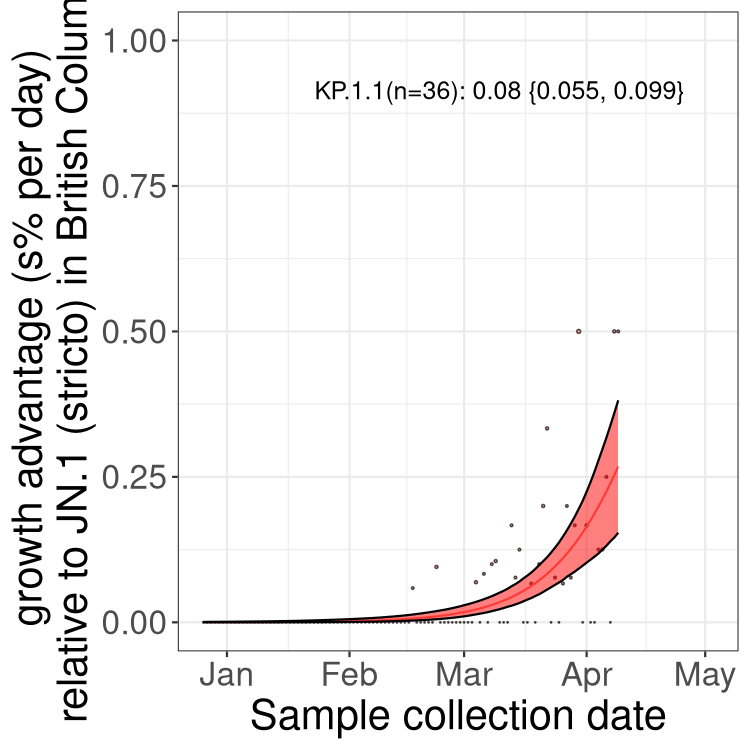 growth advantage (s% per day)
relative to JN.1 (stricto) in British Colum
1.00
0.75
0.50
0.25
0.00
KP.1.1(n=36): 0.08 {0.055, 0.099}
Jan Feb Mar Apr May
Sample collection date